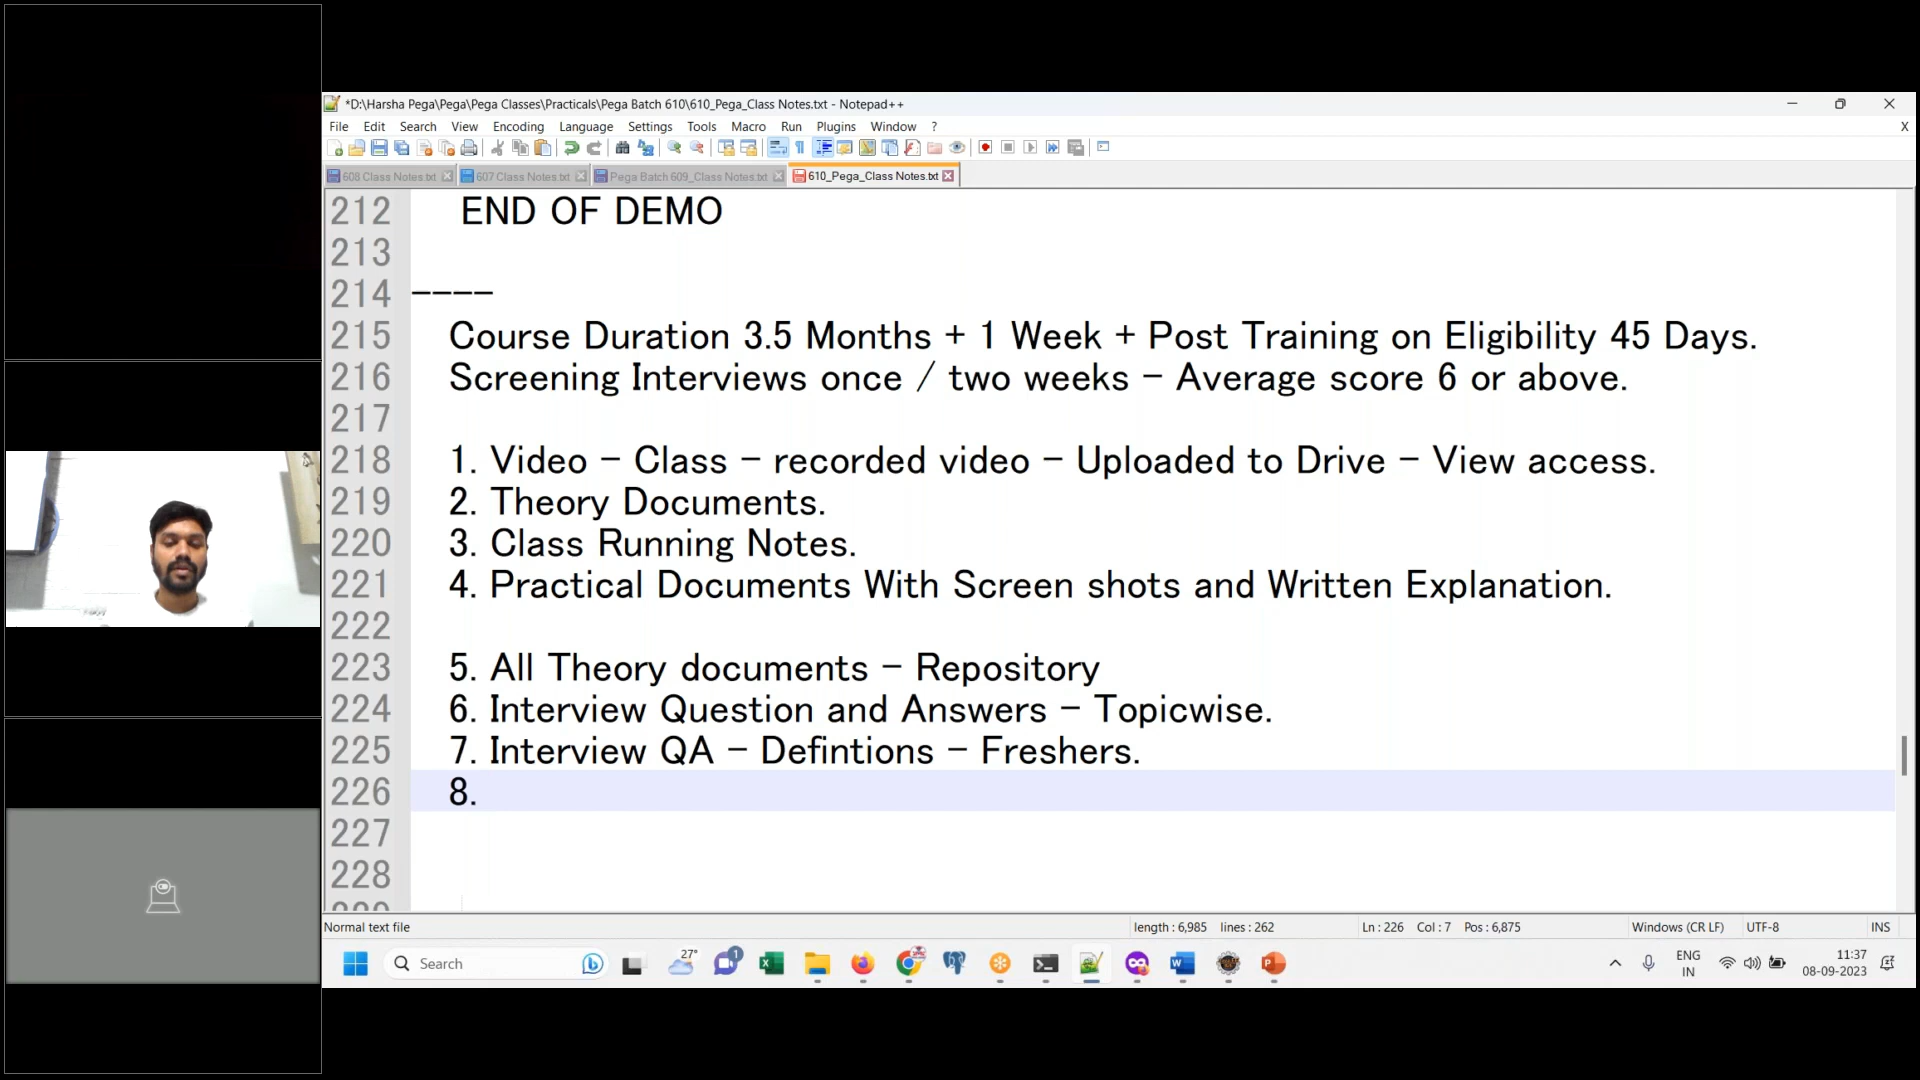 *D:\Harsha Pega\Pega\Pega Classes\Practicals\Pega Batch 610\610_Pega_Class Notes.txt - Notepad++
File Edit Search View Encoding Language Settings Tools Macro Run Plugins Window ? X
608 Class Notes.txt 607 Class Notes.txt Pega Batch 609_Class Notes.txt 610_Pega_Class Notes.txt
212 END OF DEMO
213
214 ----
215 Course Duration 3.5 Months + 1 Week + Post Training on Eligibility 45 Days.
216 Screening Interviews once / two weeks - Average score 6 or above.
217
218 1. Video - Class - recorded video - Uploaded to Drive - View access.
219 2. Theory Documents.
220 3. Class Running Notes.
221 4. Practical Documents With Screen shots and Written Explanation.
222
223 5. All Theory documents - Repository
224 6. Interview Question and Answers - Topicwise.
225 7. Interview QA - Defintions - Freshers.
226 8.
227
228
229
Normal text file length : 6,985 lines : 262 Ln : 226 Col : 7 Pos : 6,875 Windows (CR LF) UTF-8 INS
Search 27° 1 ENG 11:37
IN 08-09-2023